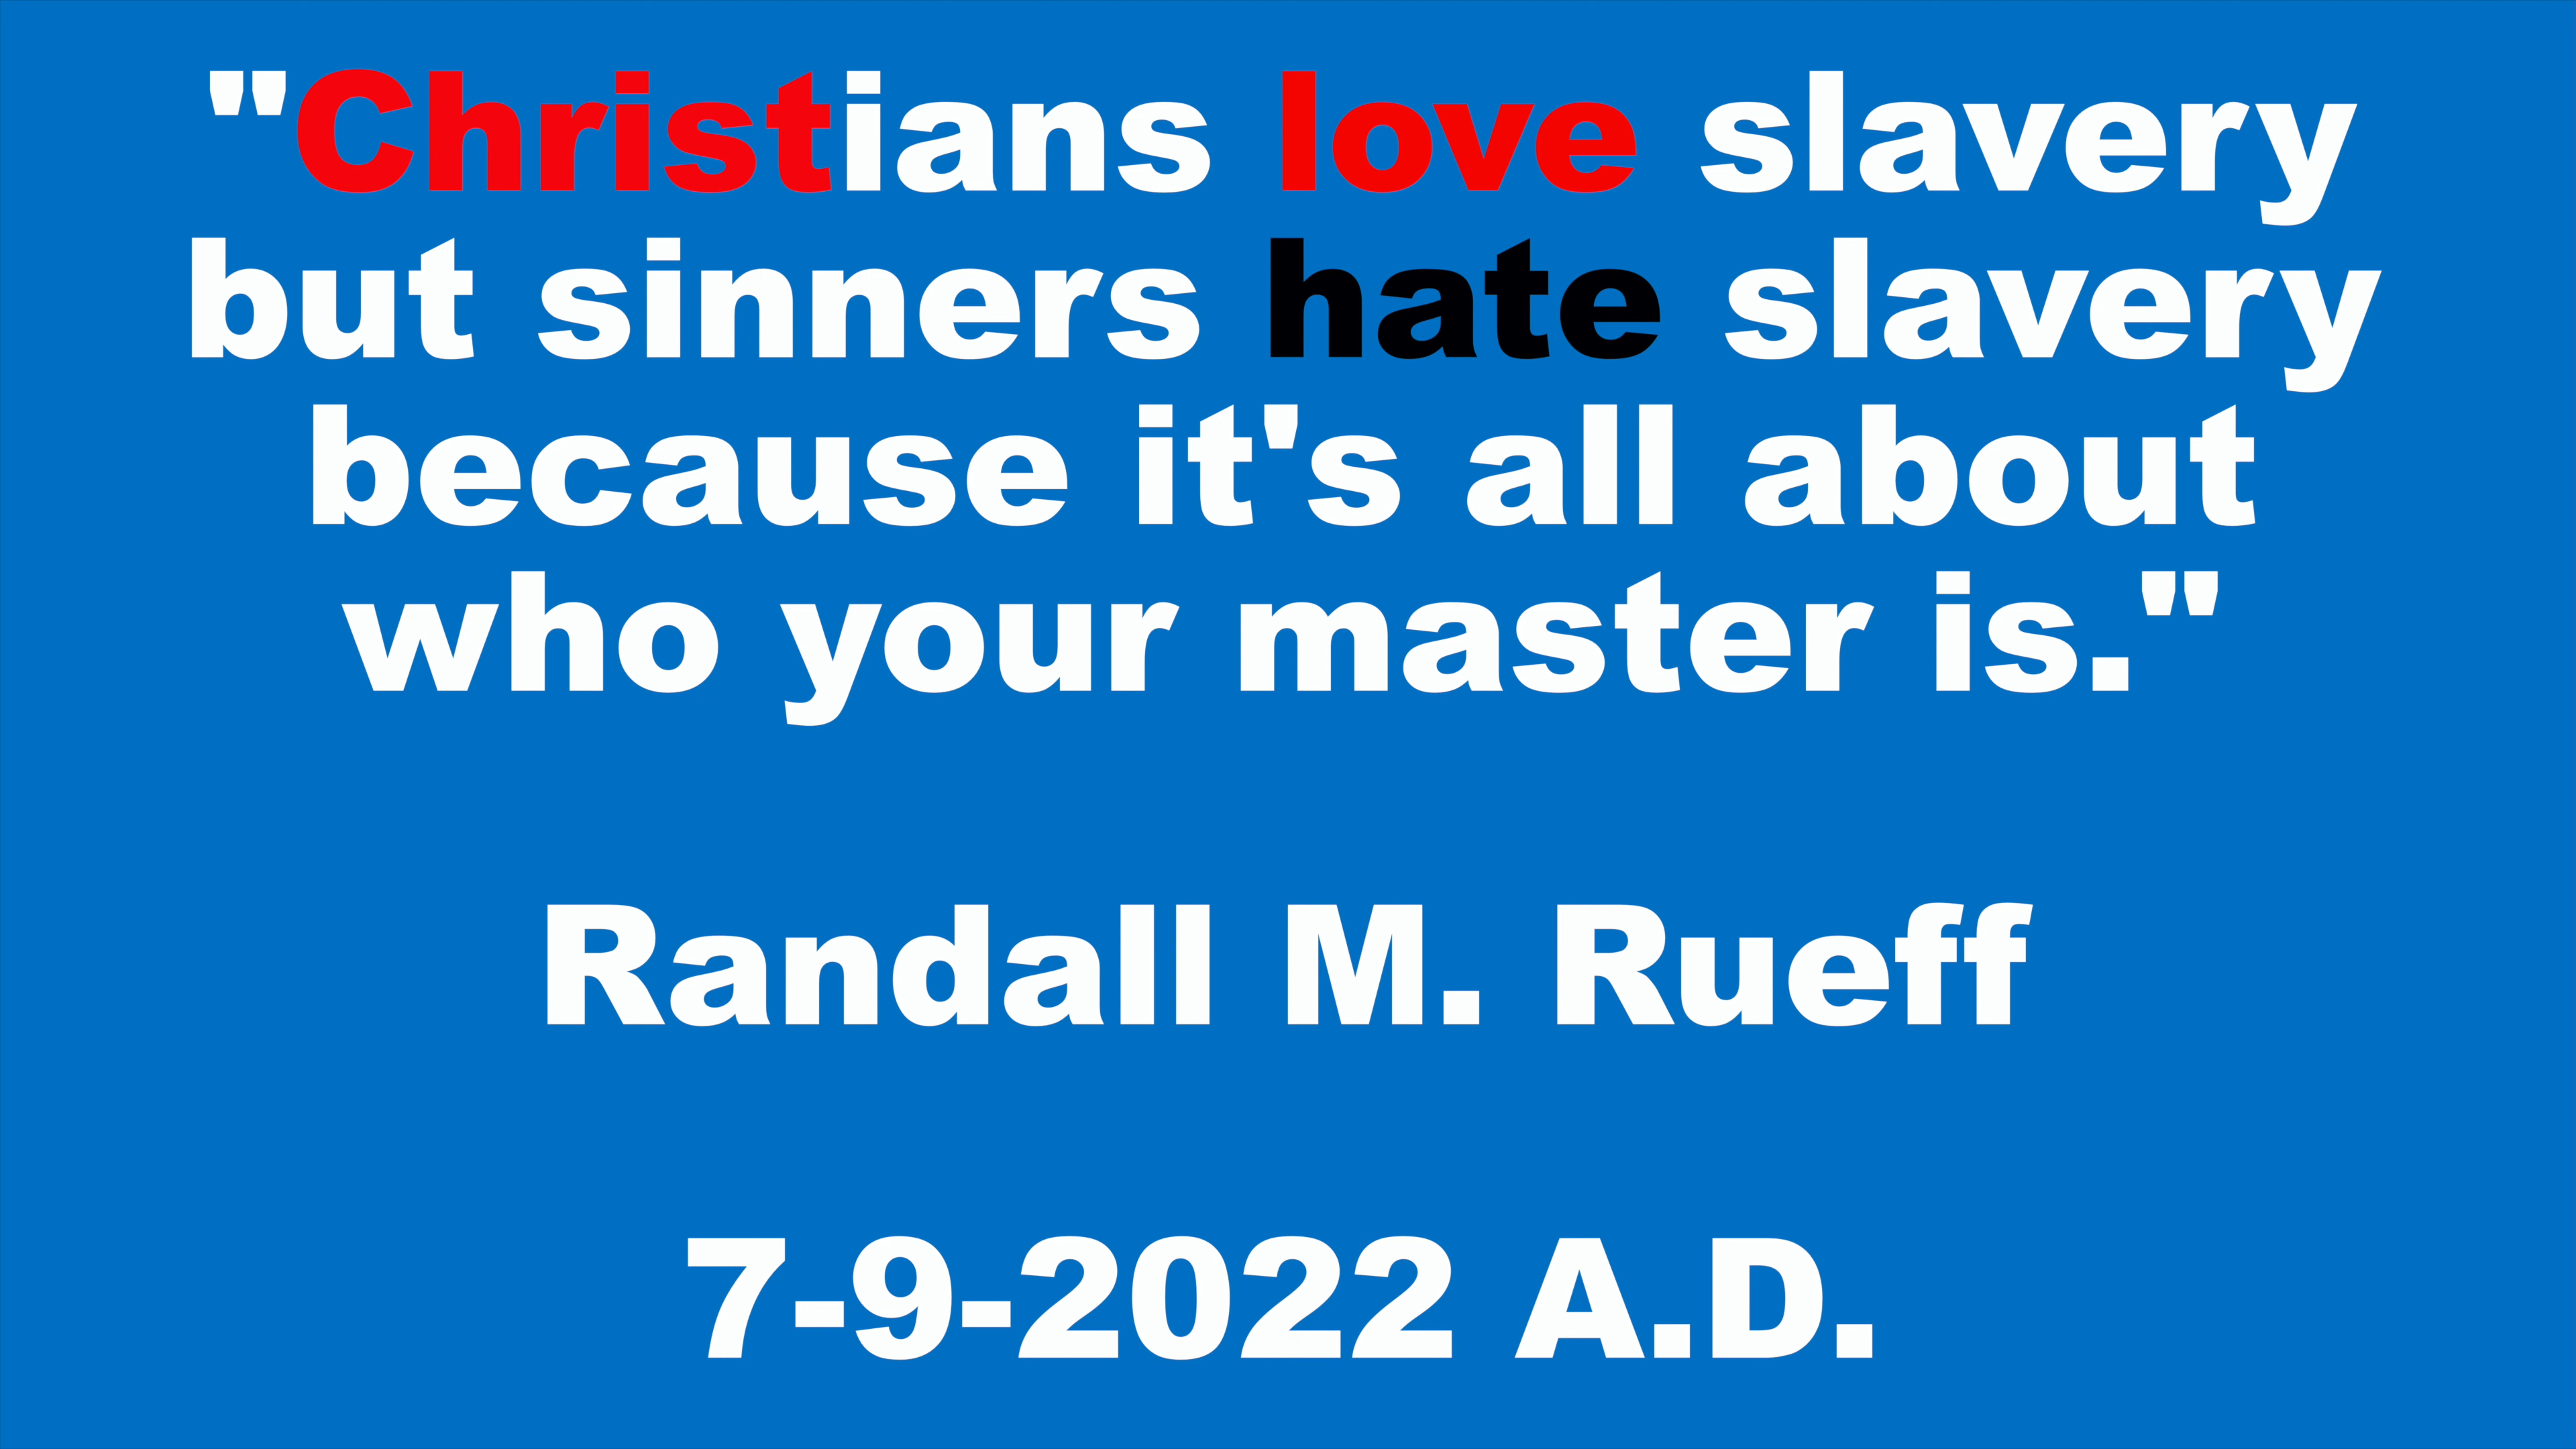 "Christians love slavery
but sinners hate slavery
because it's all about
who your master is."
Randall M. Rueff
7-9-2022 A.D.